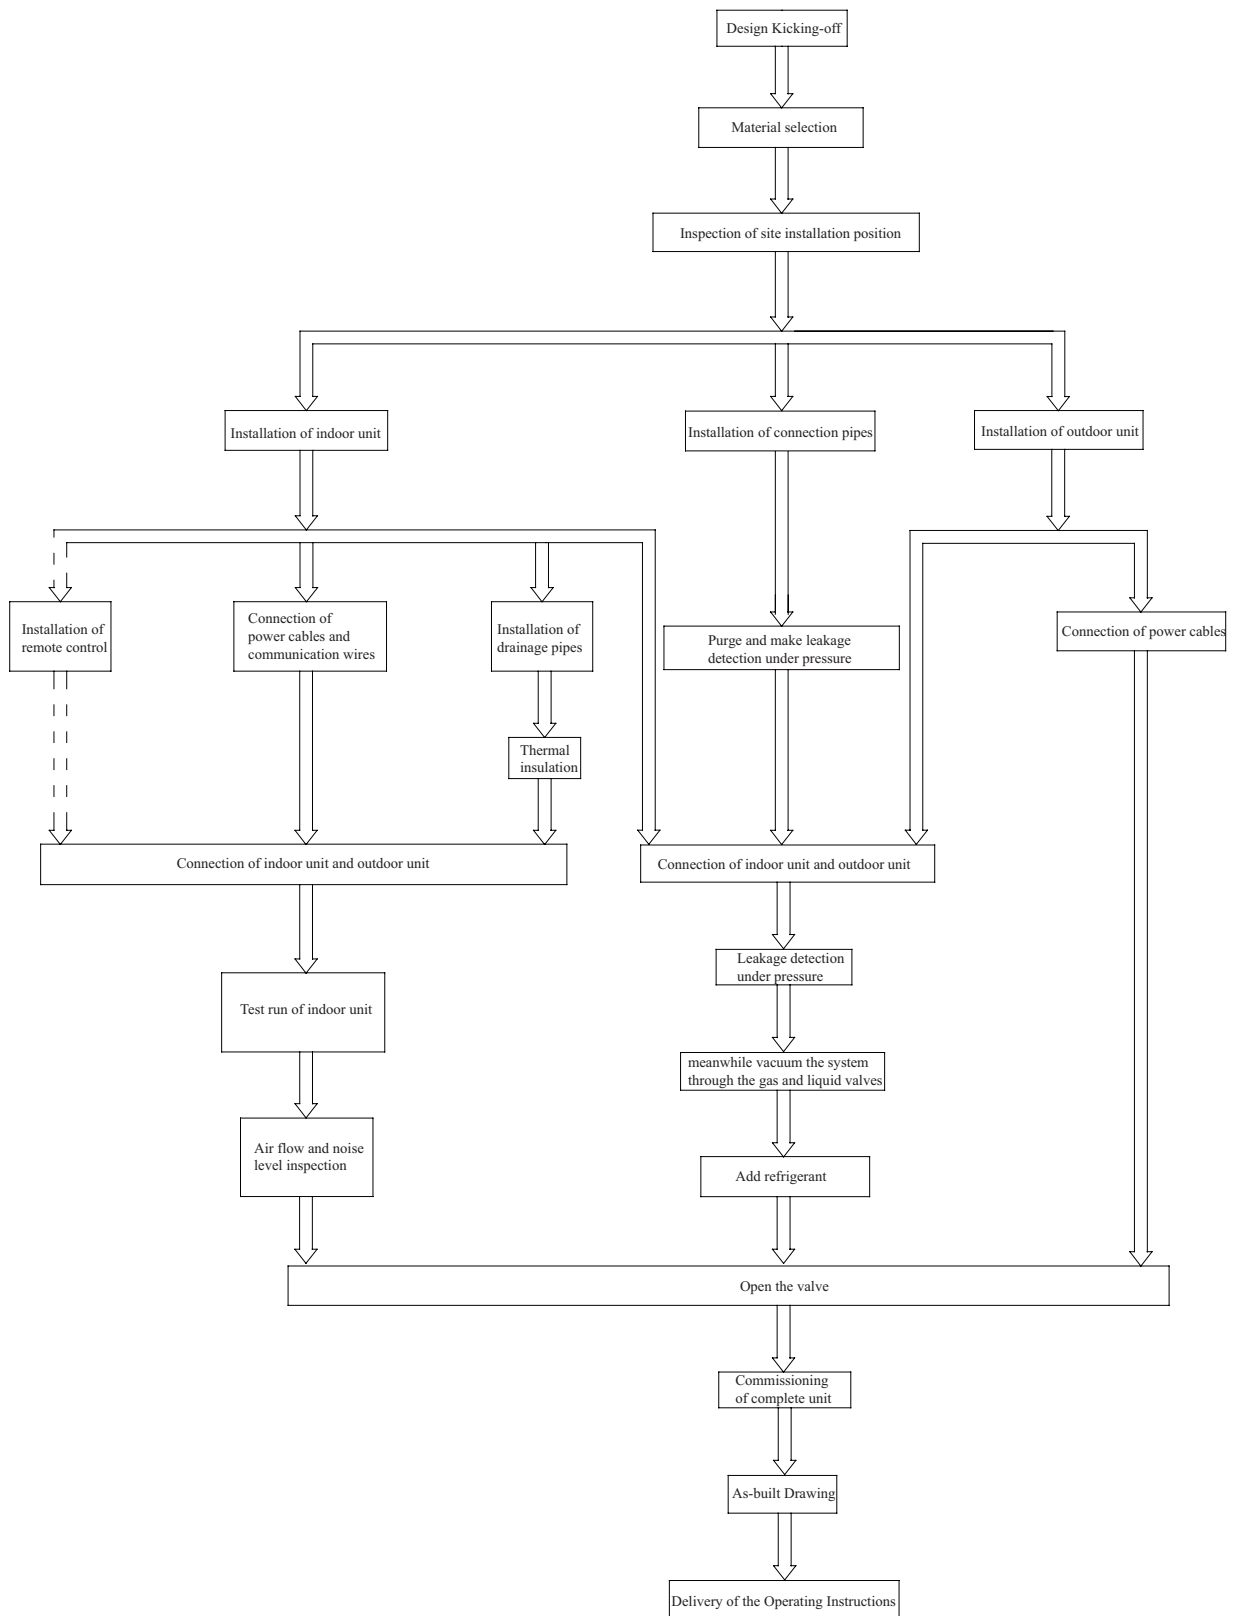 Design Kicking-off
Material selection
Inspection of site installation position
Installation of indoor unit
Installation of connection pipes
Installation of outdoor unit
Installation of
remote control
Connection of
power cables and
communication wires
Installation of
drainage pipes
Purge and make leakage
detection under pressure
Connection of power cables
Thermal
insulation
Connection of indoor unit and outdoor unit
Connection of indoor unit and outdoor unit
Leakage detection
under pressure
Test run of indoor unit
meanwhile vacuum the system
through the gas and liquid valves
Air flow and noise
level inspection
Add refrigerant
Open the valve
Commissioning
of complete unit
As-built Drawing
Delivery of the Operating Instructions